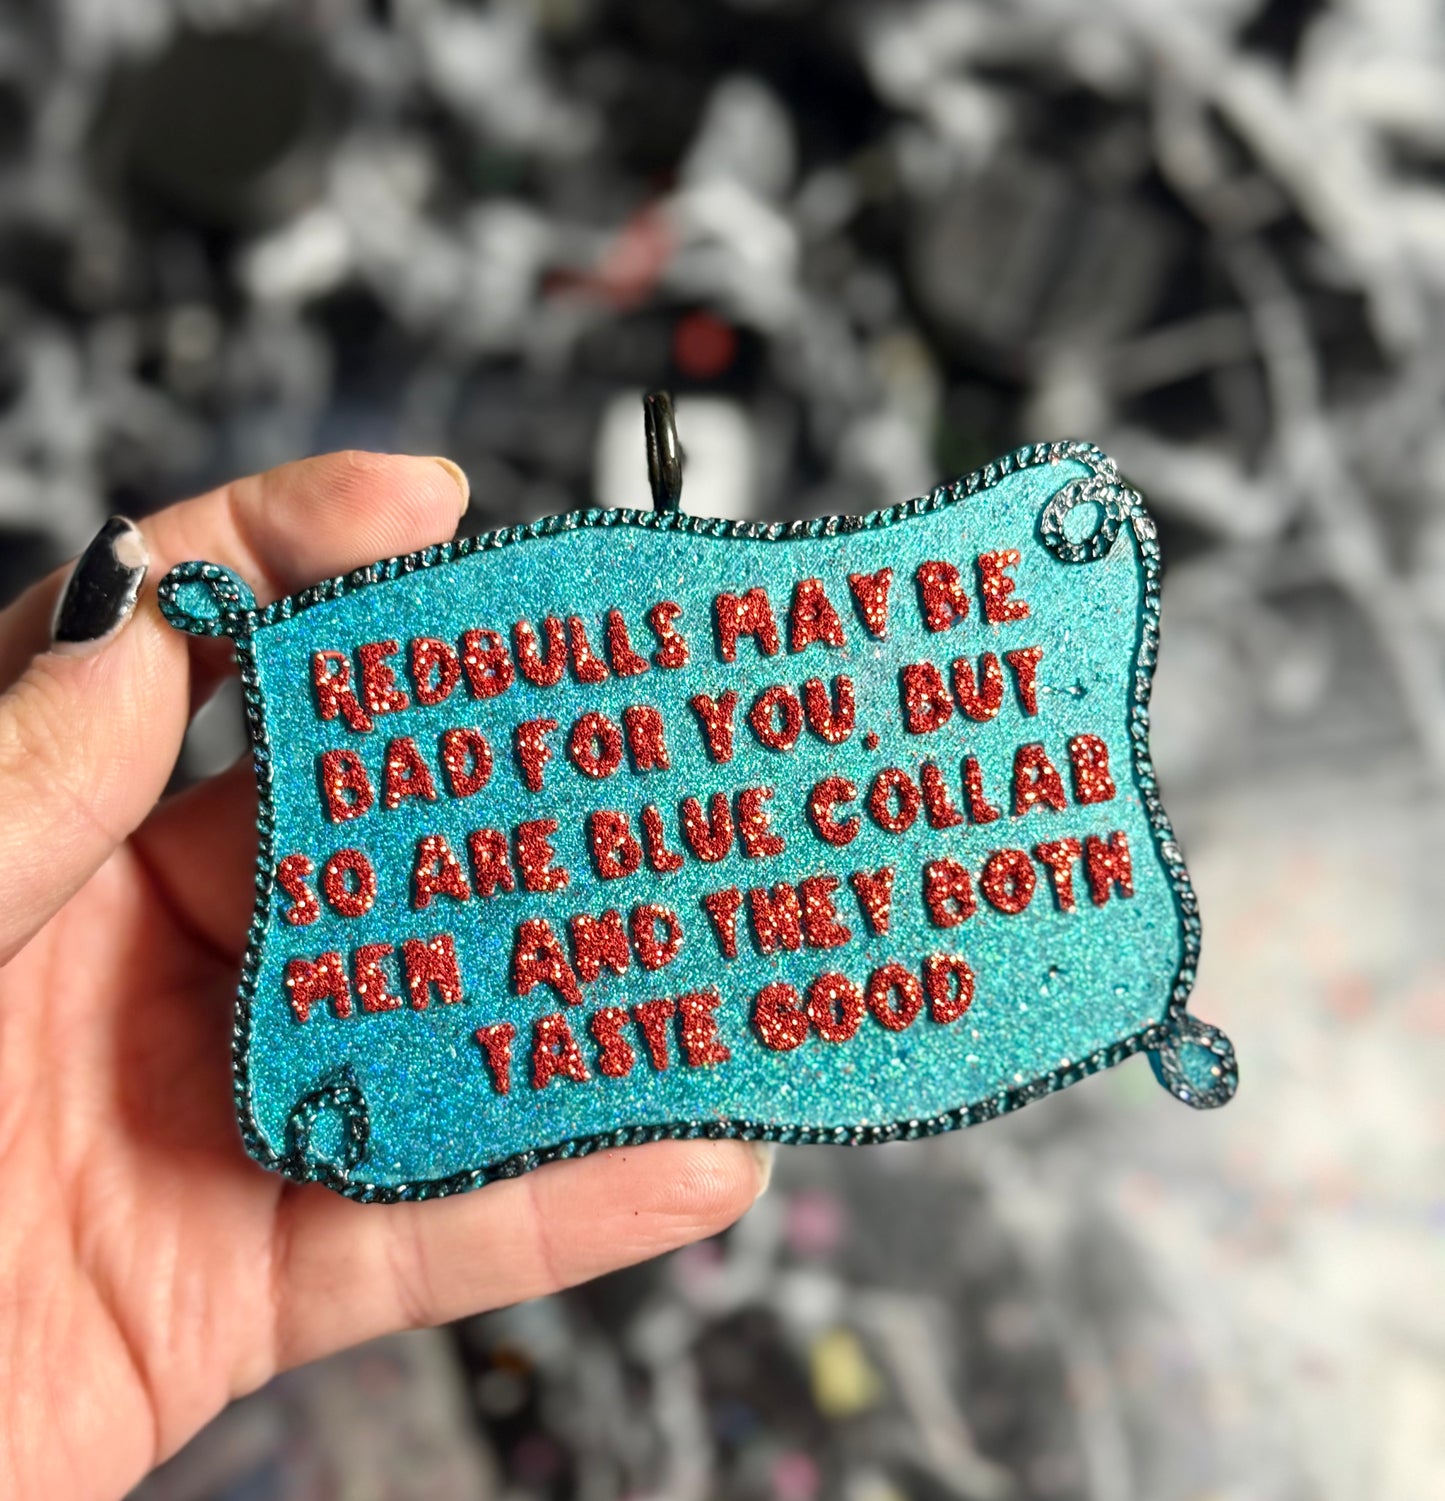 REDBULLS MAY BE
BAD FOR YOU, BUT
SO ARE BLUE COLLAR
MEN AND THEY BOTH
TASTE GOOD